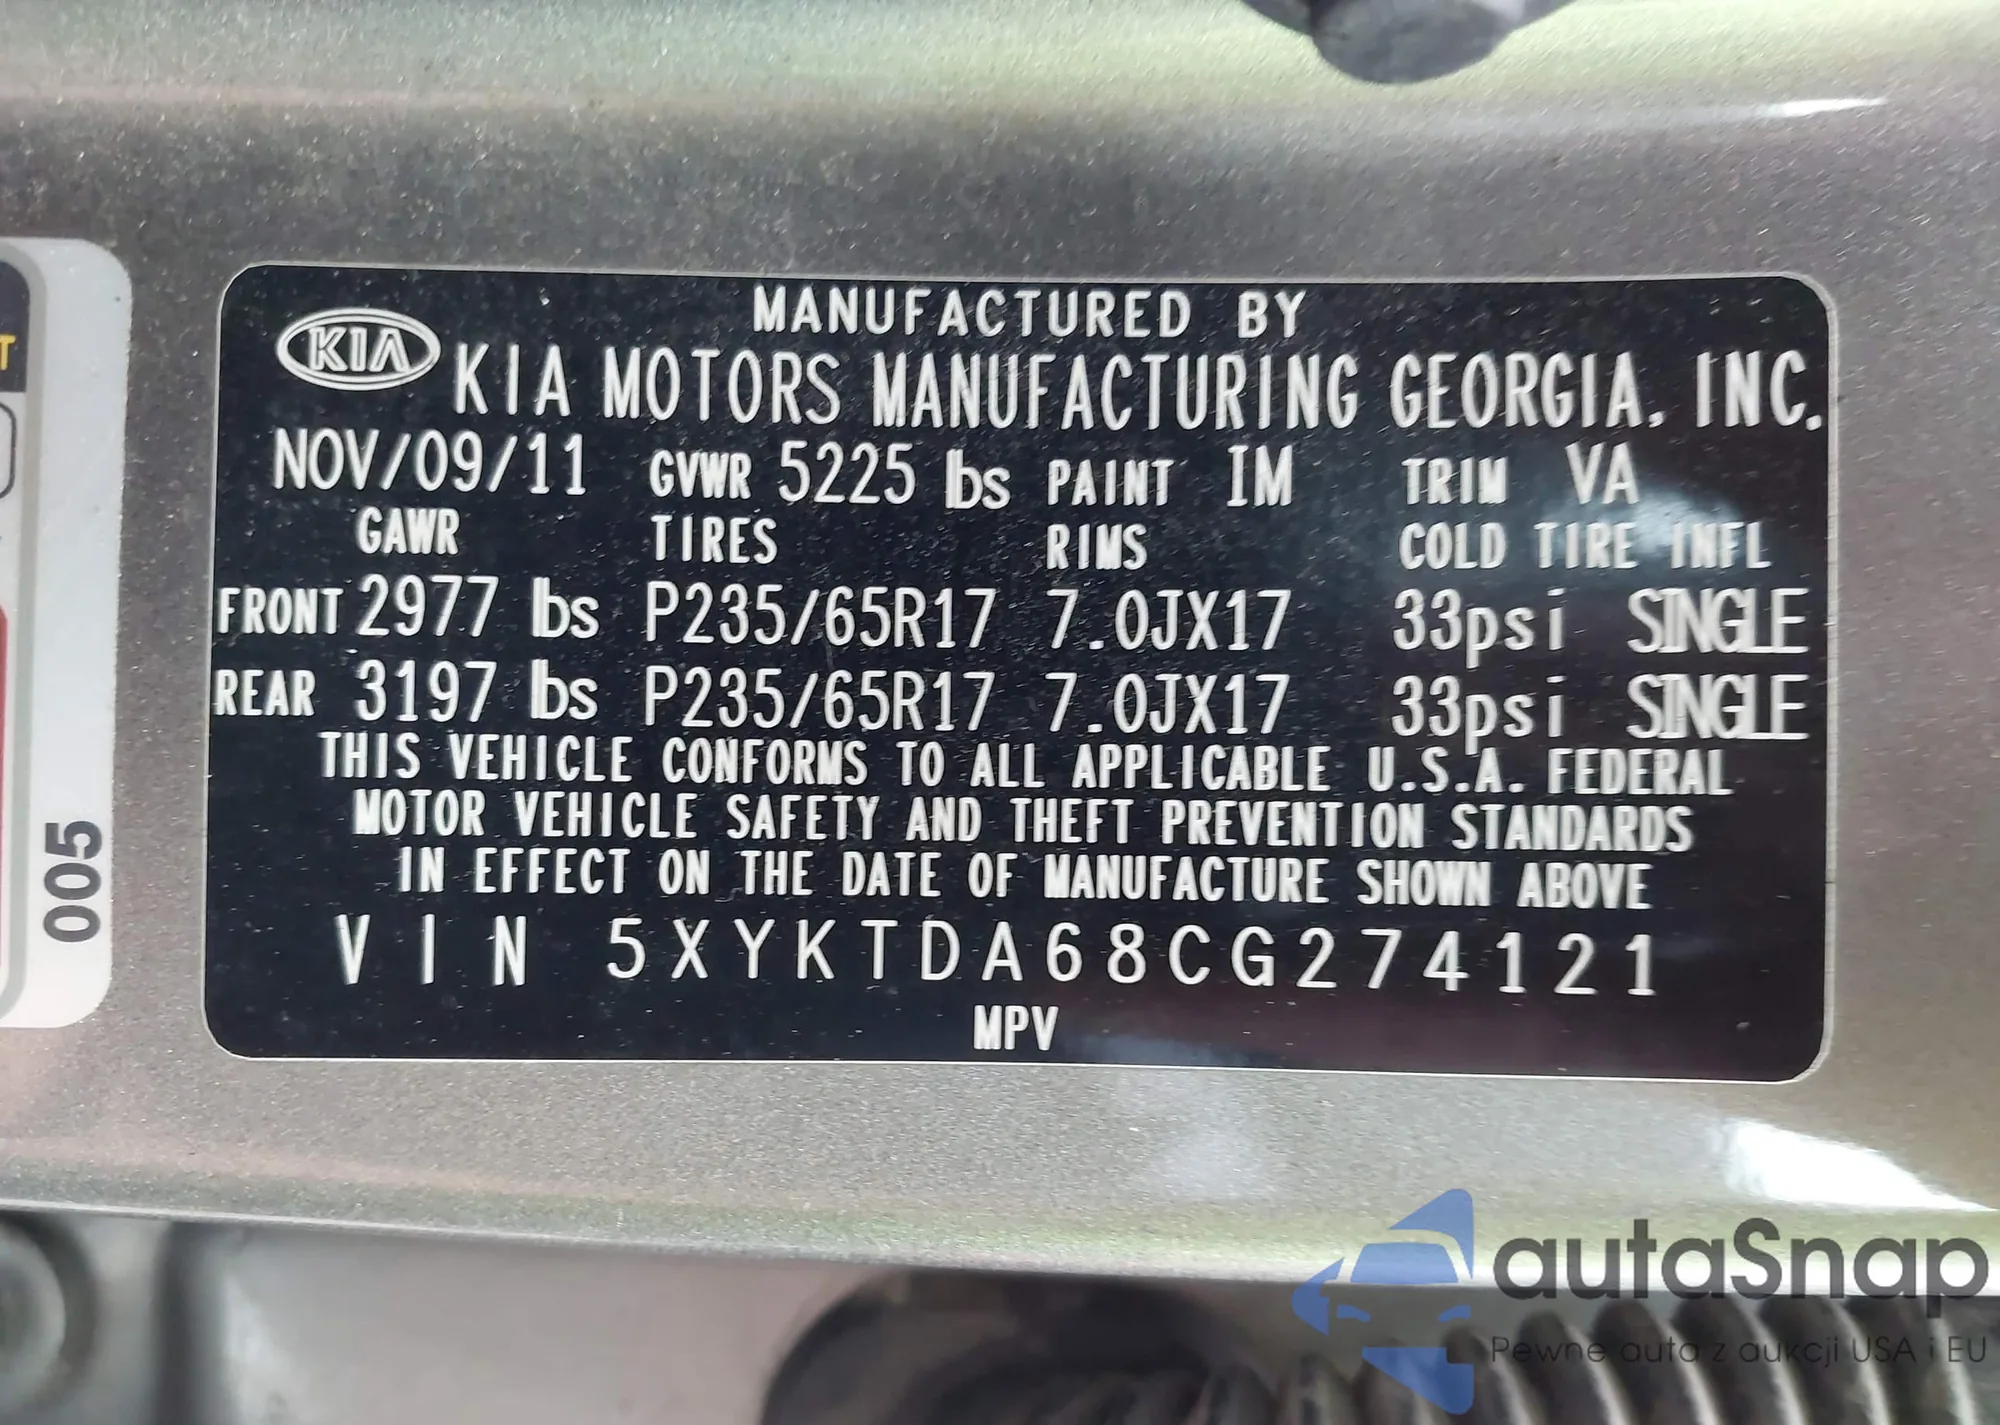 MANUFACTURED BY
KIA
KIA MOTORS MANUFACTURING GEORGIA, INC.
NOV/09/11 GVWR 5225 lbs PAINT IM TRIM VA
GAWR TIRES RIMS COLD TIRE INFL
FRONT 2977 lbs P235/65R17 7.0JX17 33psi SINGLE
REAR 3197 lbs P235/65R17 7.0JX17 33psi SINGLE
THIS VEHICLE CONFORMS TO ALL APPLICABLE U.S.A. FEDERAL
MOTOR VEHICLE SAFETY AND THEFT PREVENTION STANDARDS
IN EFFECT ON THE DATE OF MANUFACTURE SHOWN ABOVE
VIN 5XYKTDA68CG274121
MPV
T
005
autaSnap
Pewne auta z aukcji USA i EU